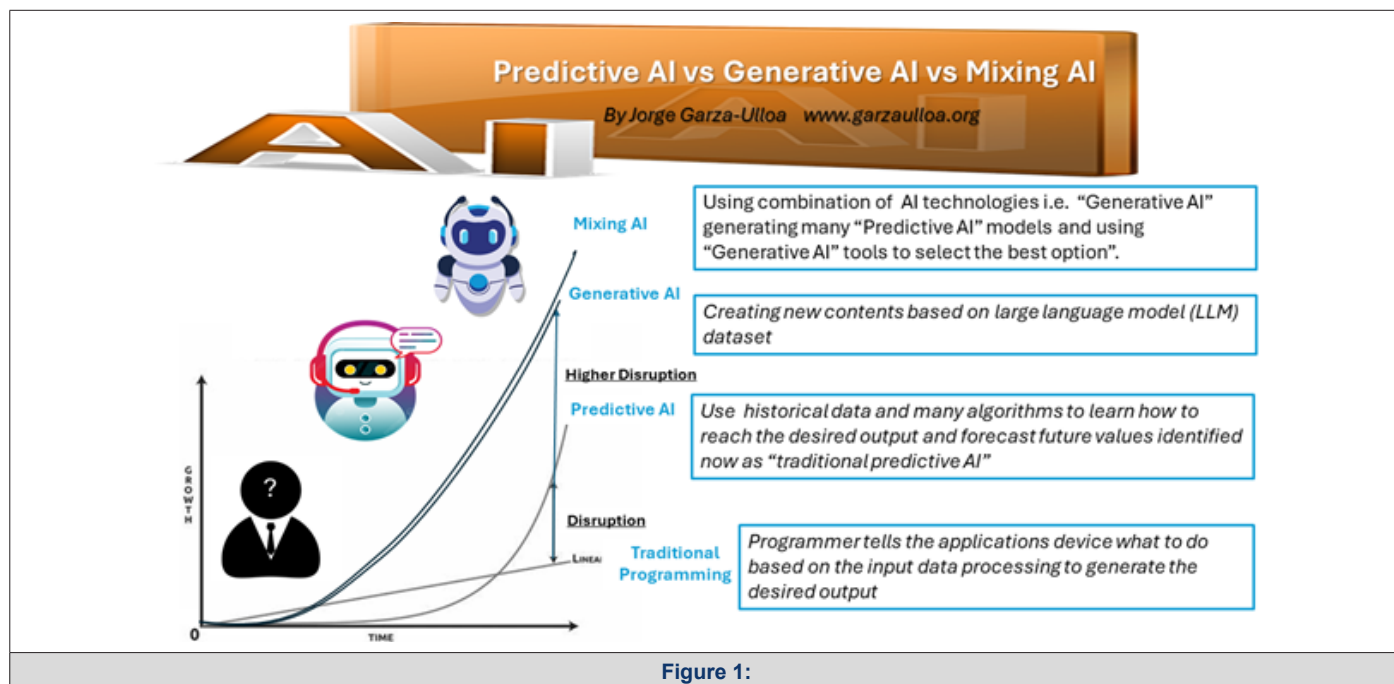 Predictive AI vs Generative AI vs Mixing AI
By Jorge Garza-Ulloa www.garzaulloa.org
AI
Mixing AI
Using combination of AI technologies i.e. “Generative AI”
generating many “Predictive AI” models and using
“Generative AI” tools to select the best option”.
Generative AI
Creating new contents based on large language model (LLM)
dataset
Higher Disruption
Predictive AI
Use historical data and many algorithms to learn how to
reach the desired output and forecast future values identified
now as “traditional predictive AI”
?
GROWTH
Disruption
LINEAR
Traditional
Programming
Programmer tells the applications device what to do
based on the input data processing to generate the
desired output
0
TIME
Figure 1: